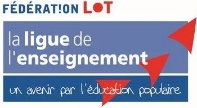 FÉDÉRATION LOT
la ligue de
l'enseignement
un avenir par l'éducation populaire